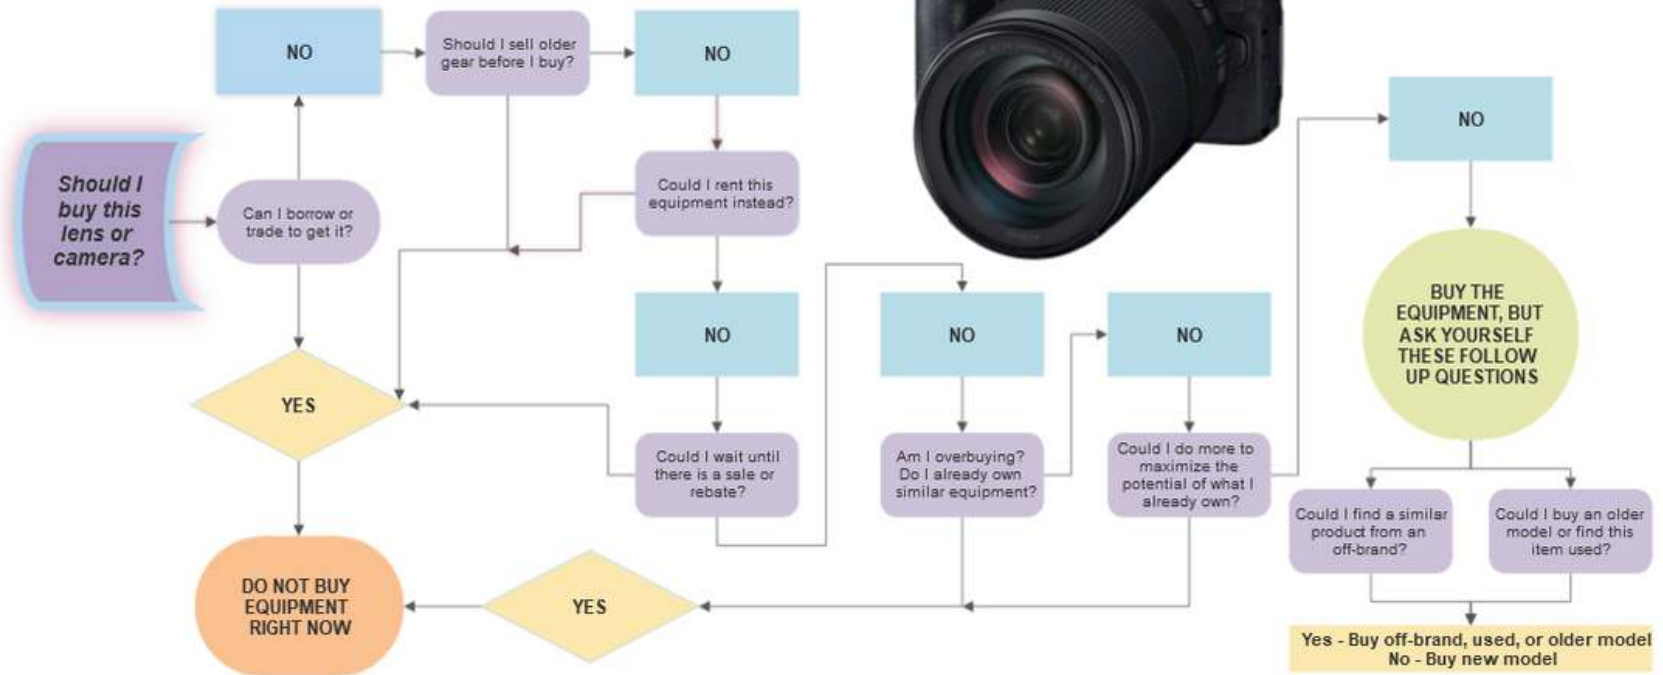 Should I
buy this
lens or
camera?
Can I borrow or
trade to get it?
NO
Should I sell older
gear before I buy?
NO
Could I rent this
equipment instead?
NO
Could I wait until
there is a sale or
rebate?
NO
Am I overbuying?
Do I already own
similar equipment?
NO
Could I do more to
maximize the
potential of what I
already own?
NO
BUY THE
EQUIPMENT, BUT
ASK YOURSELF
THESE FOLLOW
UP QUESTIONS
Could I find a similar
product from an
off-brand?
Could I buy an older
model or find this
item used?
Yes - Buy off-brand, used, or older model
No - Buy new model
YES
YES
DO NOT BUY
EQUIPMENT
RIGHT NOW